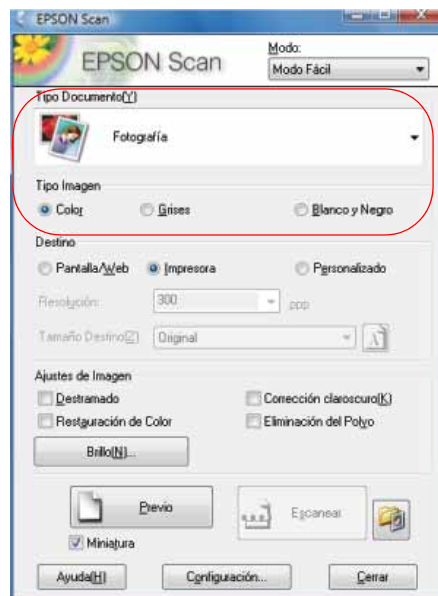 EPSON Scan
EPSON Scan
Modo:
Modo Fácil
Tipo Documento(Y)
Fotografía
Tipo Imagen
Color Grises Blanco y Negro
Destino
Pantalla/Web Impresora Personalizado
Resolución: 300 ppp
Tamaño Destino(Z) Original
Ajustes de Imagen
Destramado Corrección claroscuro(K)
Restauración de Color Eliminación del Polvo
Brillo(N)...
Previo Escanear
Miniatura
Ayuda(H) Configuración... Cerrar